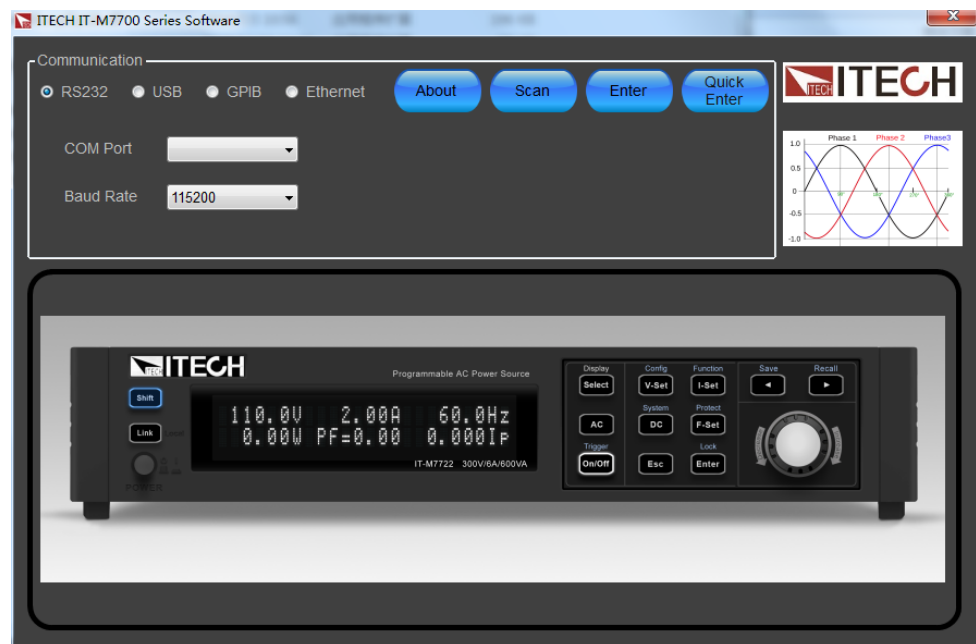 ITECH IT-M7700 Series Software
Communication
RS232 USB GPIB Ethernet
About Scan Enter Quick Enter
COM Port
Baud Rate 115200
ITECH
ITECH
Phase 1 Phase 2 Phase3
1.0
0.5
0
-0.5
-1.0
ITECH
ITECH
Programmable AC Power Source
Shift
Link Local
POWER
110.0V 2.00A 60.0Hz
0.00W PF=0.00 0.000Ip
IT-M7722 300V/6A/600VA
Display Config Function Save Recall
Select V-Set I-Set
System Protect
AC DC F-Set
Trigger Lock
On/Off Esc Enter